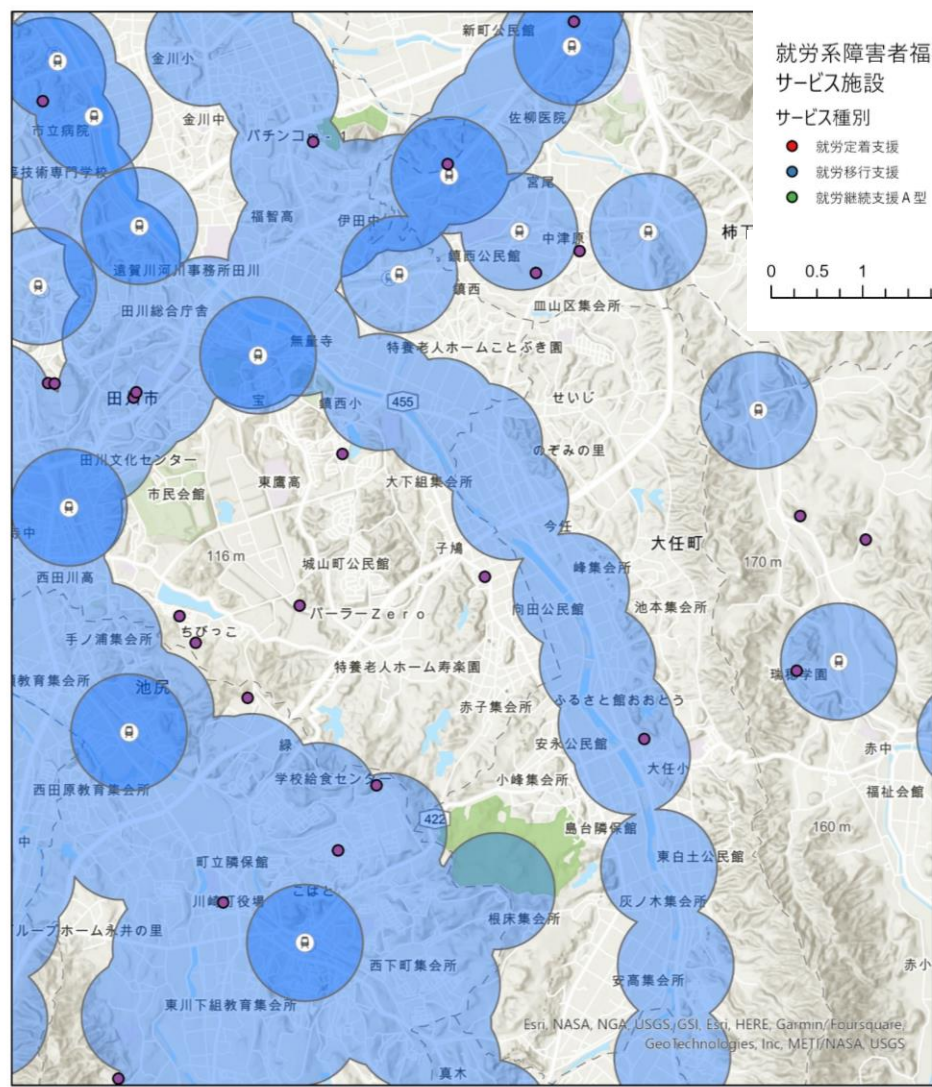 新町公民館
就労系障害者福
サービス施設
サービス種別
就労定着支援
就労移行支援
就労継続支援A型
0 0.5 1
金川小
金川中
市立病院
佐柳医院
技術専門学校
宮尾
福智高
伊田中
中津原
柿下
鎮西公民館
遠賀川河川事務所田川
鎮西
田川総合庁舎
皿山区集会所
無量寺
特養老人ホームことぶき園
田川市
宝
鎮西小
455
せいじ
のぞみの里
田川文化センター
東鷹高
大下組集会所
市民会館
今任
中
116 m
城山町公民館
子鳩
大任町
170 m
峰集会所
西田川高
向田公民館
池本集会所
パーラーZero
ちびっこ
手ノ浦集会所
特養老人ホーム寿楽園
教育集会所
池尻
ふるさと館おおとう
赤子集会所
緑
安永公民館
赤中
学校給食センター
大任小
西田原教育集会所
小峰集会所
福祉会館
422
島台隣保館
160 m
中
町立隣保館
東白土公民館
こばと
川崎町役場
灰ノ木集会所
根床集会所
ループホーム永井の里
西下町集会所
赤小
安高集会所
東川下組教育集会所
Esri, NASA, NGA, USGS, GSI, Esri, HERE, Garmin, Foursquare,
GeoTechnologies, Inc, METI/NASA, USGS
真木